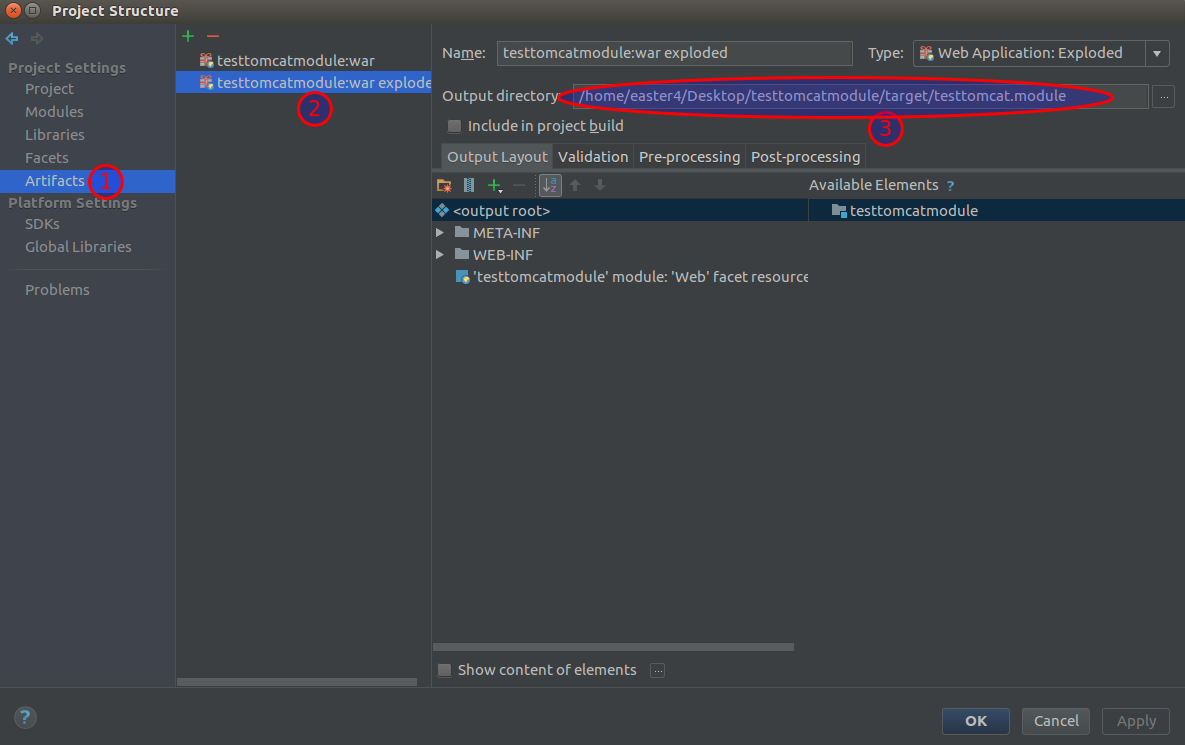 Project Structure
Project Settings
Project
Modules
Libraries
Facets
Artifacts 1
Platform Settings
SDKs
Global Libraries
Problems
testtomcatmodule:war
testtomcatmodule:war explode
2
Name: testtomcatmodule:war exploded Type: Web Application: Exploded
Output directory: /home/easter4/Desktop/testtomcatmodule/target/testtomcat.module ...
3
Include in project build
Output Layout Validation Pre-processing Post-processing
a z Available Elements ?
<output root> testtomcatmodule
META-INF
WEB-INF
'testtomcatmodule' module: 'Web' facet resource
Show content of elements ...
? OK Cancel Apply